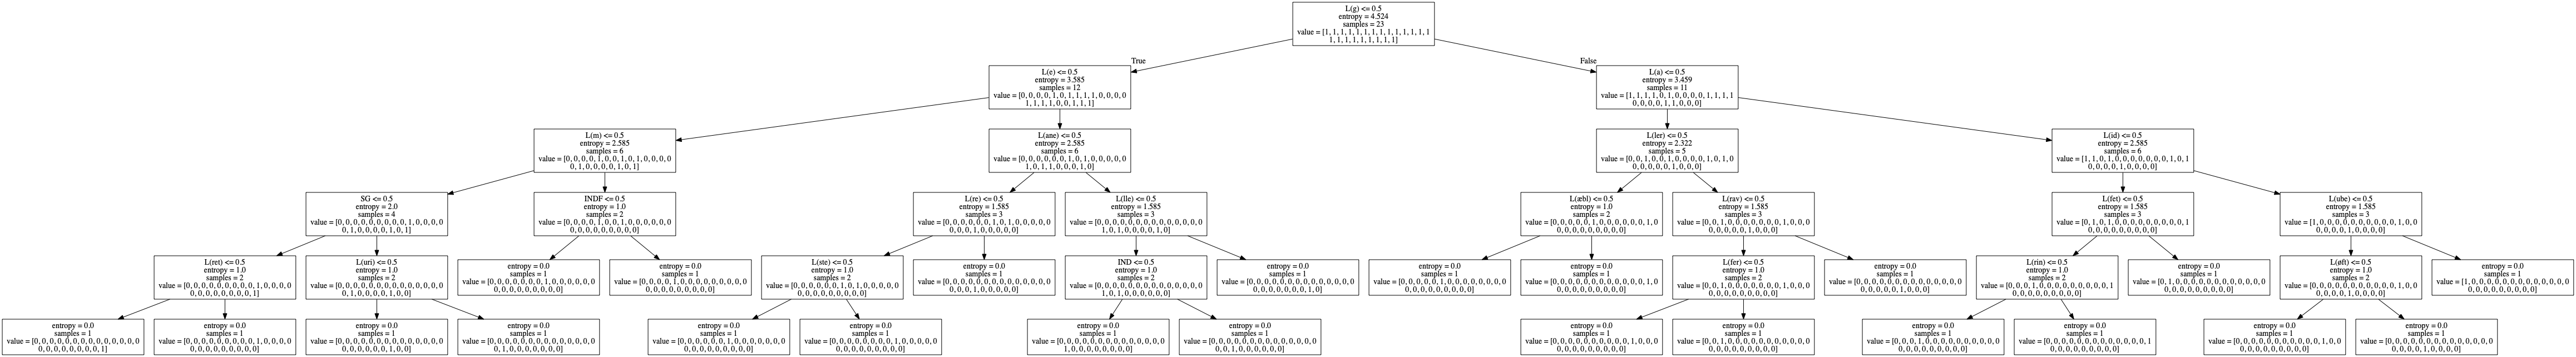 L(g) <= 0.5
entropy = 4.524
samples = 23
value = [1, 1, 1, 1, 1, 1, 1, 1, 1, 1, 1, 1, 1, 1
1, 1, 1, 1, 1, 1, 1, 1, 1]
True
False
L(e) <= 0.5
entropy = 3.585
samples = 12
value = [0, 0, 0, 0, 1, 0, 1, 1, 1, 1, 0, 0, 0, 0
1, 1, 1, 1, 0, 0, 1, 1, 1]
L(a) <= 0.5
entropy = 3.459
samples = 11
value = [1, 1, 1, 1, 0, 1, 0, 0, 0, 0, 1, 1, 1, 1
0, 0, 0, 0, 1, 1, 0, 0, 0]
L(m) <= 0.5
entropy = 2.585
samples = 6
value = [0, 0, 0, 0, 1, 0, 0, 1, 0, 1, 0, 0, 0, 0
0, 1, 0, 0, 0, 0, 1, 0, 1]
L(ane) <= 0.5
entropy = 2.585
samples = 6
value = [0, 0, 0, 0, 0, 0, 1, 0, 1, 0, 0, 0, 0, 0
1, 0, 1, 1, 0, 0, 0, 1, 0]
L(ler) <= 0.5
entropy = 2.322
samples = 5
value = [0, 0, 1, 0, 0, 1, 0, 0, 0, 0, 1, 0, 1, 0
0, 0, 0, 0, 0, 1, 0, 0, 0]
L(id) <= 0.5
entropy = 2.585
samples = 6
value = [1, 1, 0, 1, 0, 0, 0, 0, 0, 0, 0, 1, 0, 1
0, 0, 0, 0, 1, 0, 0, 0, 0]
SG <= 0.5
entropy = 2.0
samples = 4
value = [0, 0, 0, 0, 0, 0, 0, 0, 0, 1, 0, 0, 0, 0
0, 1, 0, 0, 0, 0, 1, 0, 1]
INDF <= 0.5
entropy = 1.0
samples = 2
value = [0, 0, 0, 0, 1, 0, 0, 1, 0, 0, 0, 0, 0, 0
0, 0, 0, 0, 0, 0, 0, 0, 0]
L(re) <= 0.5
entropy = 1.585
samples = 3
value = [0, 0, 0, 0, 0, 0, 1, 0, 1, 0, 0, 0, 0, 0
0, 0, 0, 1, 0, 0, 0, 0, 0]
L(lle) <= 0.5
entropy = 1.585
samples = 3
value = [0, 0, 0, 0, 0, 0, 0, 0, 0, 0, 0, 0, 0, 0
1, 0, 1, 0, 0, 0, 0, 1, 0]
L(æbl) <= 0.5
entropy = 1.0
samples = 2
value = [0, 0, 0, 0, 0, 1, 0, 0, 0, 0, 0, 0, 1, 0
0, 0, 0, 0, 0, 0, 0, 0, 0]
L(rav) <= 0.5
entropy = 1.585
samples = 3
value = [0, 0, 1, 0, 0, 0, 0, 0, 0, 0, 1, 0, 0, 0
0, 0, 0, 0, 0, 1, 0, 0, 0]
L(fet) <= 0.5
entropy = 1.585
samples = 3
value = [0, 1, 0, 1, 0, 0, 0, 0, 0, 0, 0, 0, 0, 1
0, 0, 0, 0, 0, 0, 0, 0, 0]
L(ube) <= 0.5
entropy = 1.585
samples = 3
value = [1, 0, 0, 0, 0, 0, 0, 0, 0, 0, 0, 1, 0, 0
0, 0, 0, 0, 1, 0, 0, 0, 0]
L(ret) <= 0.5
entropy = 1.0
samples = 2
value = [0, 0, 0, 0, 0, 0, 0, 0, 0, 1, 0, 0, 0, 0
0, 0, 0, 0, 0, 0, 0, 0, 1]
L(uri) <= 0.5
entropy = 1.0
samples = 2
value = [0, 0, 0, 0, 0, 0, 0, 0, 0, 0, 0, 0, 0, 0
0, 1, 0, 0, 0, 0, 1, 0, 0]
entropy = 0.0
samples = 1
value = [0, 0, 0, 0, 0, 0, 0, 1, 0, 0, 0, 0, 0, 0
0, 0, 0, 0, 0, 0, 0, 0, 0]
entropy = 0.0
samples = 1
value = [0, 0, 0, 0, 1, 0, 0, 0, 0, 0, 0, 0, 0, 0
0, 0, 0, 0, 0, 0, 0, 0, 0]
L(ste) <= 0.5
entropy = 1.0
samples = 2
value = [0, 0, 0, 0, 0, 0, 1, 0, 1, 0, 0, 0, 0, 0
0, 0, 0, 0, 0, 0, 0, 0, 0]
entropy = 0.0
samples = 1
value = [0, 0, 0, 0, 0, 0, 0, 0, 0, 0, 0, 0, 0, 0
0, 0, 0, 1, 0, 0, 0, 0, 0]
IND <= 0.5
entropy = 1.0
samples = 2
value = [0, 0, 0, 0, 0, 0, 0, 0, 0, 0, 0, 0, 0, 0
1, 0, 1, 0, 0, 0, 0, 0, 0]
entropy = 0.0
samples = 1
value = [0, 0, 0, 0, 0, 0, 0, 0, 0, 0, 0, 0, 0, 0
0, 0, 0, 0, 0, 0, 0, 1, 0]
entropy = 0.0
samples = 1
value = [0, 0, 0, 0, 0, 1, 0, 0, 0, 0, 0, 0, 0, 0
0, 0, 0, 0, 0, 0, 0, 0, 0]
entropy = 0.0
samples = 1
value = [0, 0, 0, 0, 0, 0, 0, 0, 0, 0, 0, 0, 1, 0
0, 0, 0, 0, 0, 0, 0, 0, 0]
L(fer) <= 0.5
entropy = 1.0
samples = 2
value = [0, 0, 1, 0, 0, 0, 0, 0, 0, 0, 1, 0, 0, 0
0, 0, 0, 0, 0, 0, 0, 0, 0]
entropy = 0.0
samples = 1
value = [0, 0, 0, 0, 0, 0, 0, 0, 0, 0, 0, 0, 0, 0
0, 0, 0, 0, 0, 1, 0, 0, 0]
L(rin) <= 0.5
entropy = 1.0
samples = 2
value = [0, 0, 0, 1, 0, 0, 0, 0, 0, 0, 0, 0, 0, 1
0, 0, 0, 0, 0, 0, 0, 0, 0]
entropy = 0.0
samples = 1
value = [0, 1, 0, 0, 0, 0, 0, 0, 0, 0, 0, 0, 0, 0
0, 0, 0, 0, 0, 0, 0, 0, 0]
L(øft) <= 0.5
entropy = 1.0
samples = 2
value = [0, 0, 0, 0, 0, 0, 0, 0, 0, 0, 0, 1, 0, 0
0, 0, 0, 0, 1, 0, 0, 0, 0]
entropy = 0.0
samples = 1
value = [1, 0, 0, 0, 0, 0, 0, 0, 0, 0, 0, 0, 0, 0
0, 0, 0, 0, 0, 0, 0, 0, 0]
entropy = 0.0
samples = 1
value = [0, 0, 0, 0, 0, 0, 0, 0, 0, 0, 0, 0, 0, 0
0, 0, 0, 0, 0, 0, 0, 0, 1]
entropy = 0.0
samples = 1
value = [0, 0, 0, 0, 0, 0, 0, 0, 0, 1, 0, 0, 0, 0
0, 0, 0, 0, 0, 0, 0, 0, 0]
entropy = 0.0
samples = 1
value = [0, 0, 0, 0, 0, 0, 0, 0, 0, 0, 0, 0, 0, 0
0, 0, 0, 0, 0, 0, 1, 0, 0]
entropy = 0.0
samples = 1
value = [0, 0, 0, 0, 0, 0, 0, 0, 0, 0, 0, 0, 0, 0
0, 1, 0, 0, 0, 0, 0, 0, 0]
entropy = 0.0
samples = 1
value = [0, 0, 0, 0, 0, 0, 1, 0, 0, 0, 0, 0, 0, 0
0, 0, 0, 0, 0, 0, 0, 0, 0]
entropy = 0.0
samples = 1
value = [0, 0, 0, 0, 0, 0, 0, 0, 1, 0, 0, 0, 0, 0
0, 0, 0, 0, 0, 0, 0, 0, 0]
entropy = 0.0
samples = 1
value = [0, 0, 0, 0, 0, 0, 0, 0, 0, 0, 0, 0, 0, 0
1, 0, 0, 0, 0, 0, 0, 0, 0]
entropy = 0.0
samples = 1
value = [0, 0, 0, 0, 0, 0, 0, 0, 0, 0, 0, 0, 0, 0
0, 0, 1, 0, 0, 0, 0, 0, 0]
entropy = 0.0
samples = 1
value = [0, 0, 0, 0, 0, 0, 0, 0, 0, 0, 1, 0, 0, 0
0, 0, 0, 0, 0, 0, 0, 0, 0]
entropy = 0.0
samples = 1
value = [0, 0, 1, 0, 0, 0, 0, 0, 0, 0, 0, 0, 0, 0
0, 0, 0, 0, 0, 0, 0, 0, 0]
entropy = 0.0
samples = 1
value = [0, 0, 0, 1, 0, 0, 0, 0, 0, 0, 0, 0, 0, 0
0, 0, 0, 0, 0, 0, 0, 0, 0]
entropy = 0.0
samples = 1
value = [0, 0, 0, 0, 0, 0, 0, 0, 0, 0, 0, 0, 0, 1
0, 0, 0, 0, 0, 0, 0, 0, 0]
entropy = 0.0
samples = 1
value = [0, 0, 0, 0, 0, 0, 0, 0, 0, 0, 0, 1, 0, 0
0, 0, 0, 0, 0, 0, 0, 0, 0]
entropy = 0.0
samples = 1
value = [0, 0, 0, 0, 0, 0, 0, 0, 0, 0, 0, 0, 0, 0
0, 0, 0, 0, 1, 0, 0, 0, 0]